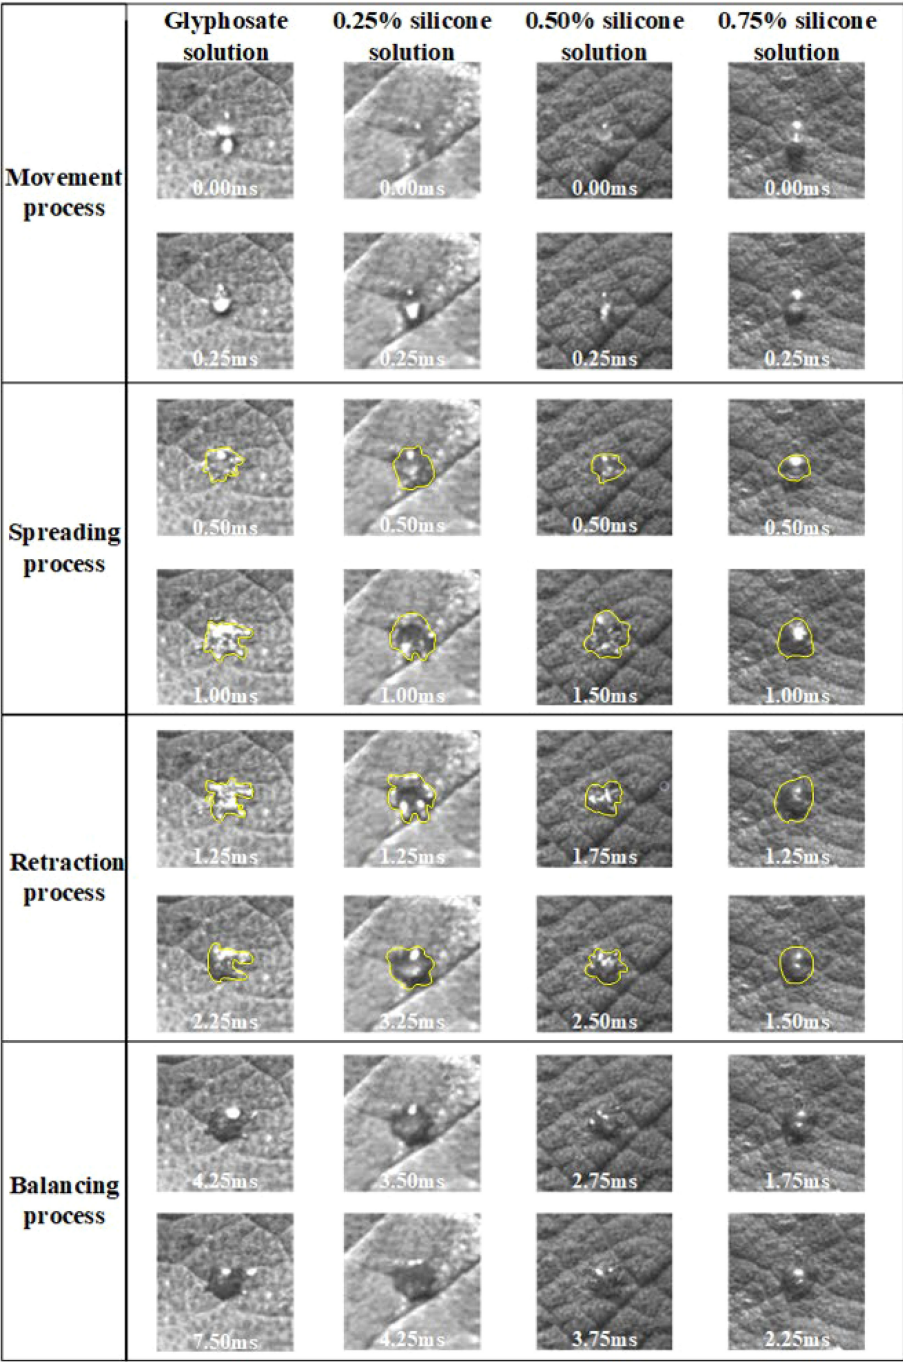 Glyphosate
solution
0.25% silicone
solution
0.50% silicone
solution
0.75% silicone
solution
Movement
process
0.00ms
0.00ms
0.00ms
0.00ms
0.25ms
0.25ms
0.25ms
0.25ms
Spreading
process
0.50ms
0.50ms
0.50ms
0.50ms
1.00ms
1.00ms
1.50ms
1.00ms
Retraction
process
1.25ms
1.25ms
1.75ms
1.25ms
2.25ms
3.25ms
2.50ms
1.50ms
Balancing
process
4.25ms
3.50ms
2.75ms
1.75ms
7.50ms
4.25ms
3.75ms
2.25ms